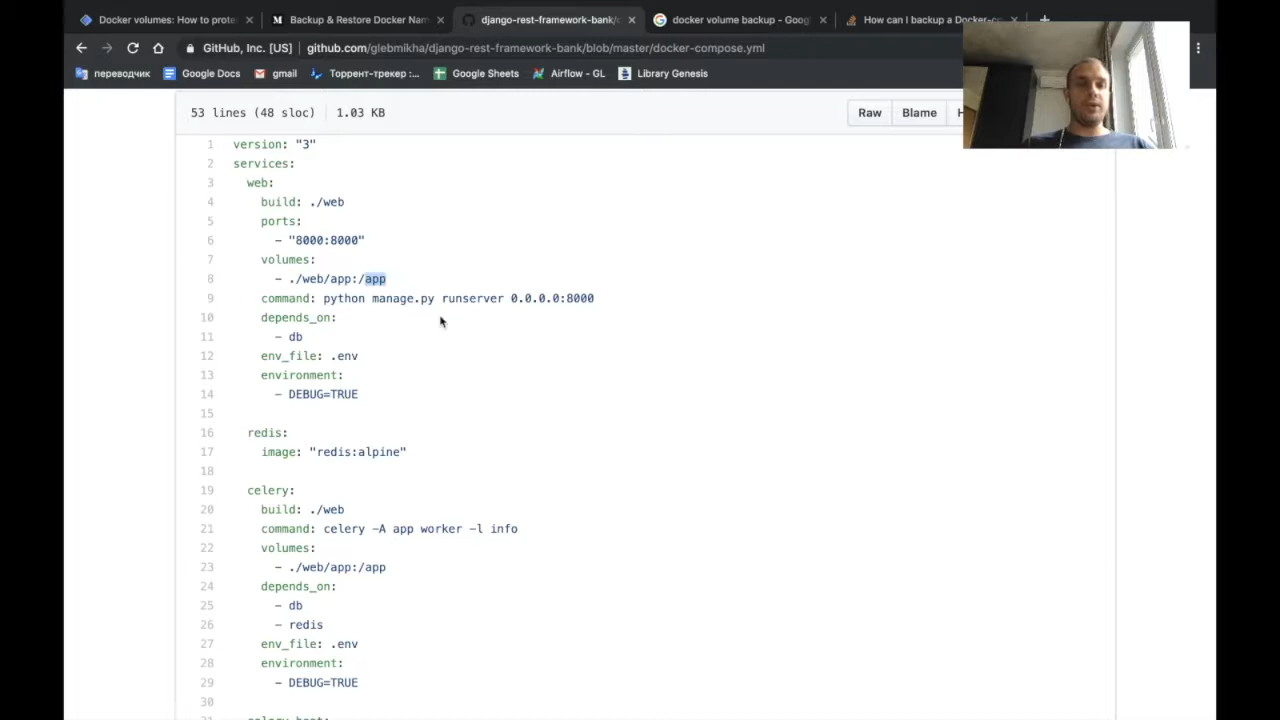 Docker volumes: How to prote
Backup & Restore Docker Nam
django-rest-framework-bank/c
docker volume backup - Goog
How can I backup a Docker-co
GitHub, Inc. [US]
github.com/glebmikha/django-rest-framework-bank/blob/master/docker-compose.yml
переводчик
Google Docs
gmail
Торрент-трекер :...
Google Sheets
Airflow - GL
Library Genesis
53 lines (48 sloc)
1.03 KB
Raw
Blame
H
1 version: "3"
2 services:
3 web:
4 build: ./web
5 ports:
6 - "8000:8000"
7 volumes:
8 - ./web/app:/app
9 command: python manage.py runserver 0.0.0.0:8000
10 depends_on:
11 - db
12 env_file: .env
13 environment:
14 - DEBUG=TRUE
15
16 redis:
17 image: "redis:alpine"
18
19 celery:
20 build: ./web
21 command: celery -A app worker -l info
22 volumes:
23 - ./web/app:/app
24 depends_on:
25 - db
26 - redis
27 env_file: .env
28 environment:
29 - DEBUG=TRUE
30